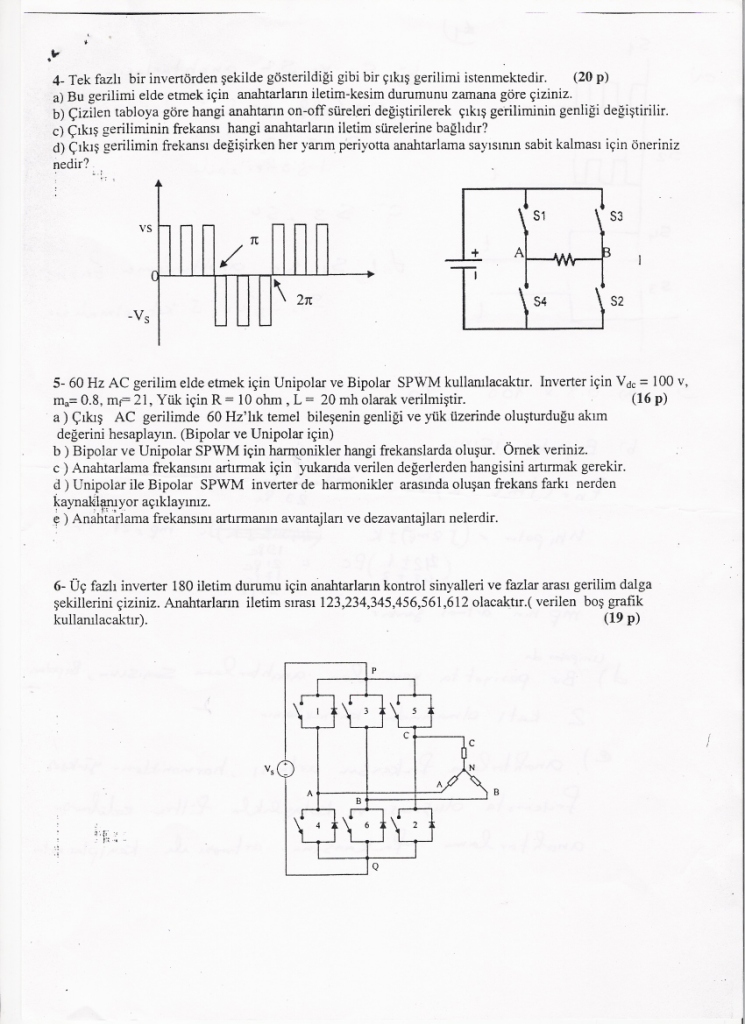 4- Tek fazlı bir invertörden şekilde gösterildiği gibi bir çıkış gerilimi istenmektedir. (20 p)
a) Bu gerilimi elde etmek için anahtarların iletim-kesim durumunu zamana göre çiziniz.
b) Çizilen tabloya göre hangi anahtarın on-off süreleri değiştirilerek çıkış geriliminin genliği değiştirilir.
c) Çıkış geriliminin frekansı hangi anahtarların iletim sürelerine bağlıdır?
d) Çıkış gerilimin frekansı değişirken her yarım periyotta anahtarlama sayısının sabit kalması için öneriniz
nedir?
vs
π
0
2π
-Vs
S1
S3
+
A
B
S4
S2
5- 60 Hz AC gerilim elde etmek için Unipolar ve Bipolar SPWM kullanılacaktır. Inverter için Vdc = 100 v,
ma= 0.8, mf= 21, Yük için R = 10 ohm , L = 20 mh olarak verilmiştir. (16 p)
a ) Çıkış AC gerilimde 60 Hz'lık temel bileşenin genliği ve yük üzerinde oluşturduğu akım
değerini hesaplayın. (Bipolar ve Unipolar için)
b ) Bipolar ve Unipolar SPWM için harmonikler hangi frekanslarda oluşur. Örnek veriniz.
c ) Anahtarlama frekansını artırmak için yukarıda verilen değerlerden hangisini artırmak gerekir.
d ) Unipolar ile Bipolar SPWM inverter de harmonikler arasında oluşan frekans farkı nerden
kaynaklanıyor açıklayınız.
e ) Anahtarlama frekansını artırmanın avantajları ve dezavantajları nelerdir.
6- Üç fazlı inverter 180 iletim durumu için anahtarların kontrol sinyalleri ve fazlar arası gerilim dalga
şekillerini çiziniz. Anahtarların iletim sırası 123,234,345,456,561,612 olacaktır.( verilen boş grafik
kullanılacaktır). (19 p)
P
1
3
5
C
C
Vs
N
A
A
B
B
4
6
2
Q